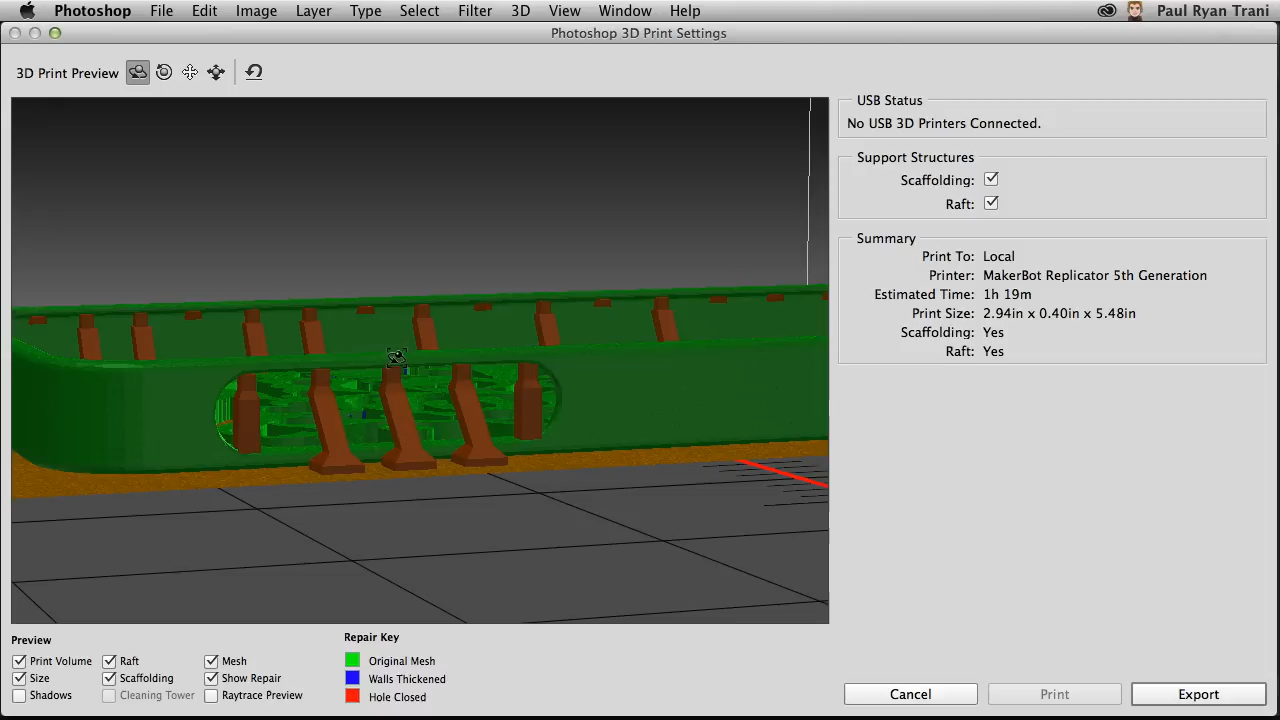 Photoshop File Edit Image Layer Type Select Filter 3D View Window Help Paul Ryan Trani
Photoshop 3D Print Settings
3D Print Preview
USB Status
No USB 3D Printers Connected.
Support Structures
Scaffolding:
Raft:
Summary
Print To: Local
Printer: MakerBot Replicator 5th Generation
Estimated Time: 1h 19m
Print Size: 2.94in x 0.40in x 5.48in
Scaffolding: Yes
Raft: Yes
Preview
Print Volume Raft Mesh
Size Scaffolding Show Repair
Shadows Cleaning Tower Raytrace Preview
Repair Key
Original Mesh
Walls Thickened
Hole Closed
Cancel Print Export